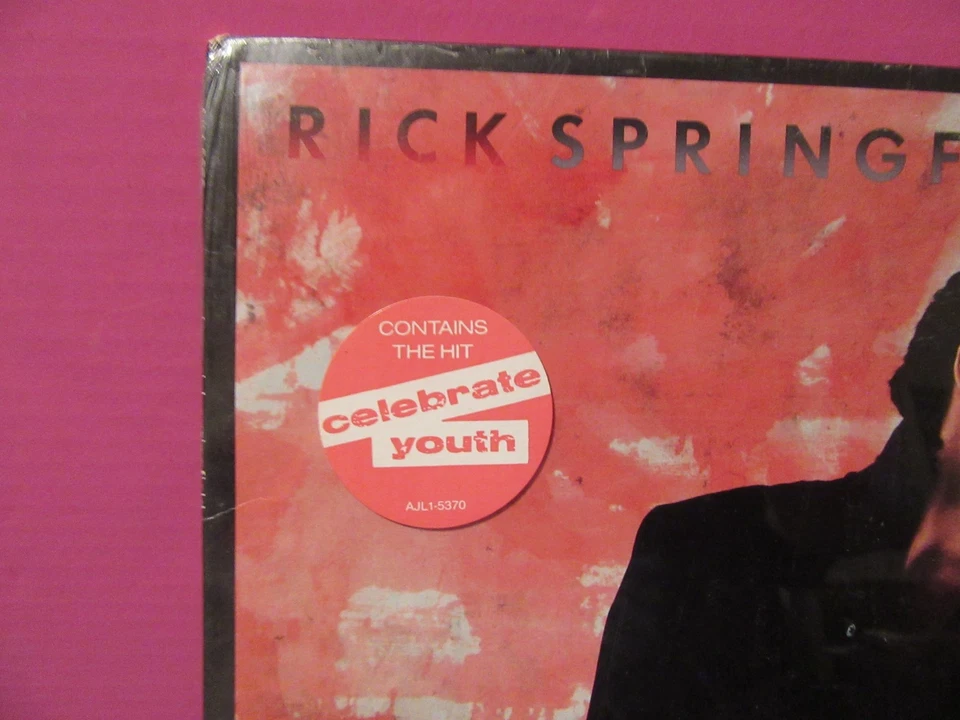 RICK SPRINGF
CONTAINS
THE HIT
celebrate
youth
AJL1-5370